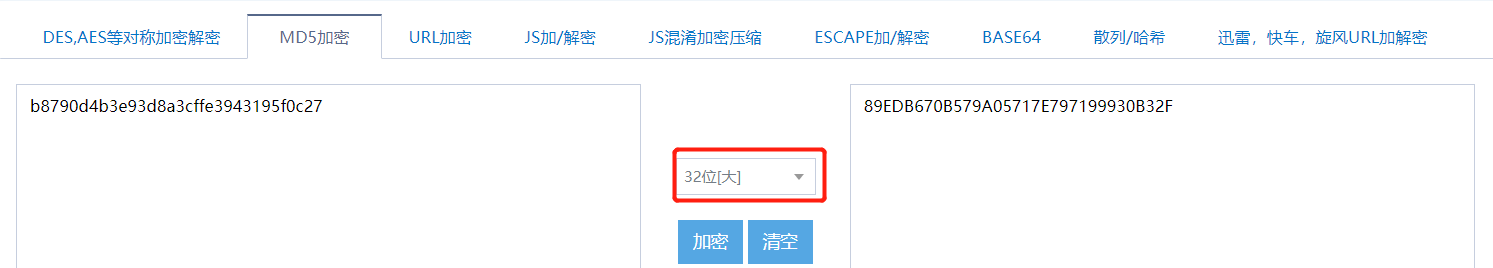 DES,AES等对称加密解密 MD5加密 URL加密 JS加/解密 JS混淆加密压缩 ESCAPE加/解密 BASE64 散列/哈希 迅雷，快车，旋风URL加解密
b8790d4b3e93d8a3cffe3943195f0c27
89EDB670B579A05717E797199930B32F
32位[大]
加密 清空